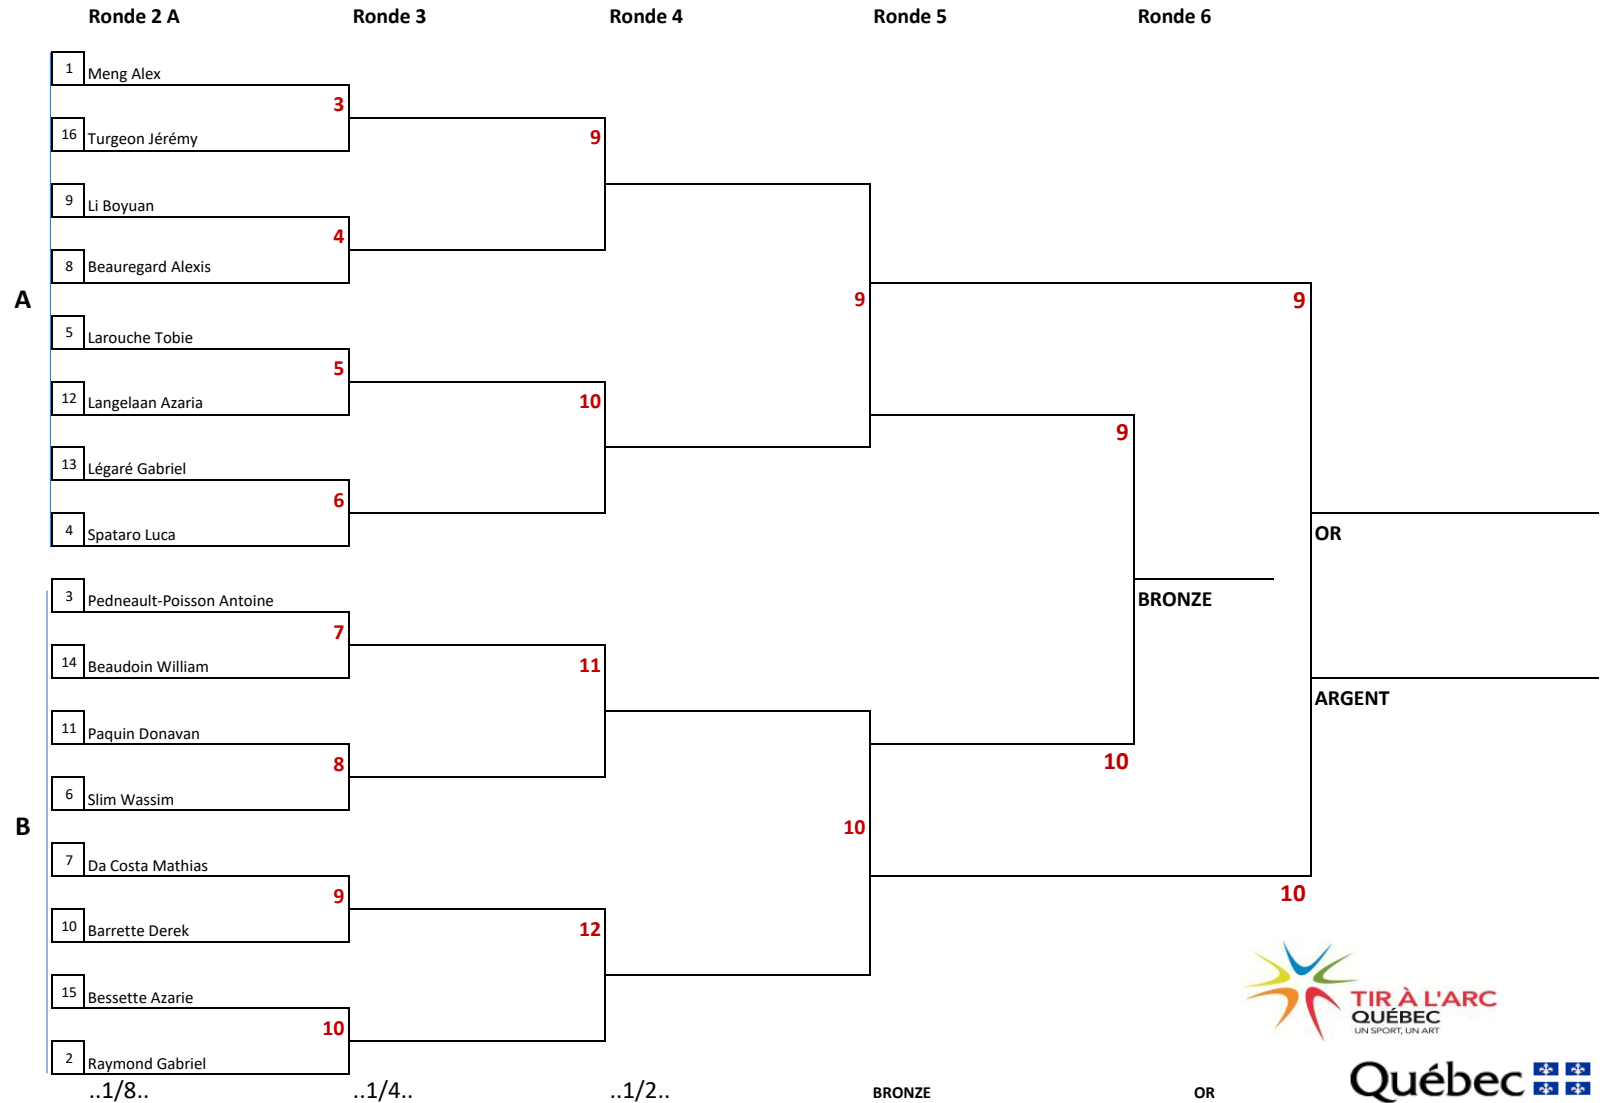 Ronde 2 A Ronde 3 Ronde 4 Ronde 5 Ronde 6
1 Meng Alex
3
16 Turgeon Jérémy
9
9 Li Boyuan
4
8 Beauregard Alexis
A
9
9
5 Larouche Tobie
5
12 Langelaan Azaria
10
9
13 Légaré Gabriel
6
4 Spataro Luca
OR
3 Pedneault-Poisson Antoine
BRONZE
7
14 Beaudoin William
11
ARGENT
11 Paquin Donavan
8
10
6 Slim Wassim
B
10
7 Da Costa Mathias
9
10
10 Barrette Derek
12
15 Bessette Azarie
10
2 Raymond Gabriel
TIR À L'ARC
QUÉBEC
UN SPORT, UN ART
Québec
..1/8.. ..1/4.. ..1/2.. BRONZE OR